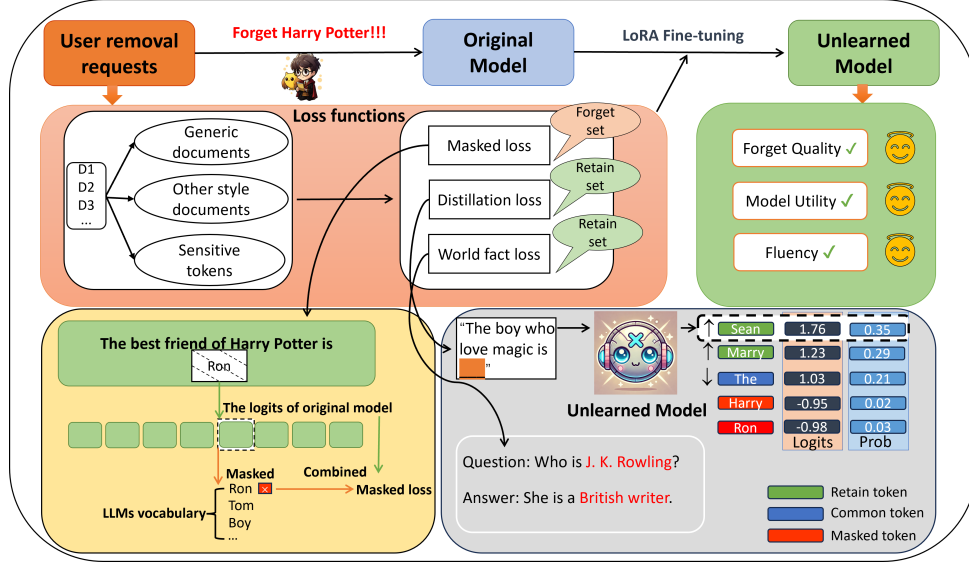 User removal
requests
Forget Harry Potter!!!
Original
Model
LoRA Fine-tuning
Unlearned
Model
Loss functions
D1
D2
D3
...
Generic
documents
Other style
documents
Sensitive
tokens
Masked loss
Distillation loss
World fact loss
Forget
set
Retain
set
Retain
set
Forget Quality ✓
Model Utility ✓
Fluency ✓
The best friend of Harry Potter is
Ron
The logits of original model
Masked
Combined
Masked loss
LLMs vocabulary
Ron
Tom
Boy
...
"The boy who
love magic is
"
Unlearned Model
Sean 1.76 0.35
Marry 1.23 0.29
The 1.03 0.21
Harry -0.95 0.02
Ron -0.98 0.03
Logits Prob
Question: Who is J. K. Rowling?
Answer: She is a British writer.
Retain token
Common token
Masked token